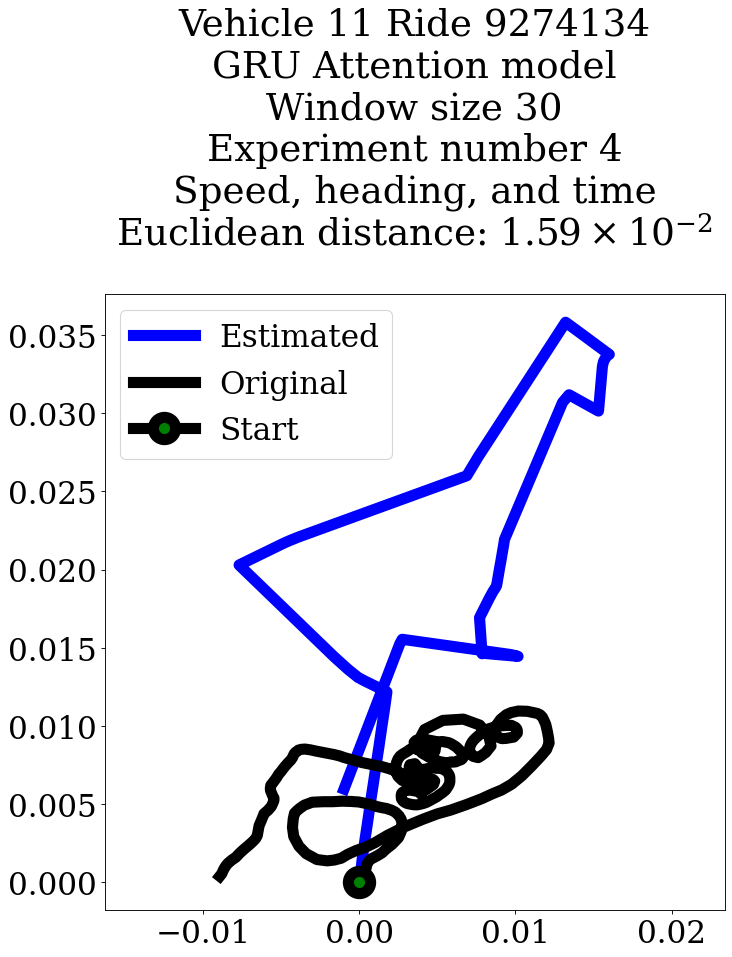 Vehicle 11 Ride 9274134
GRU Attention model
Window size 30
Experiment number 4
Speed, heading, and time
Euclidean distance: 1.59 × 10⁻²
Estimated
Original
Start
0.035
0.030
0.025
0.020
0.015
0.010
0.005
0.000
−0.01 0.00 0.01 0.02